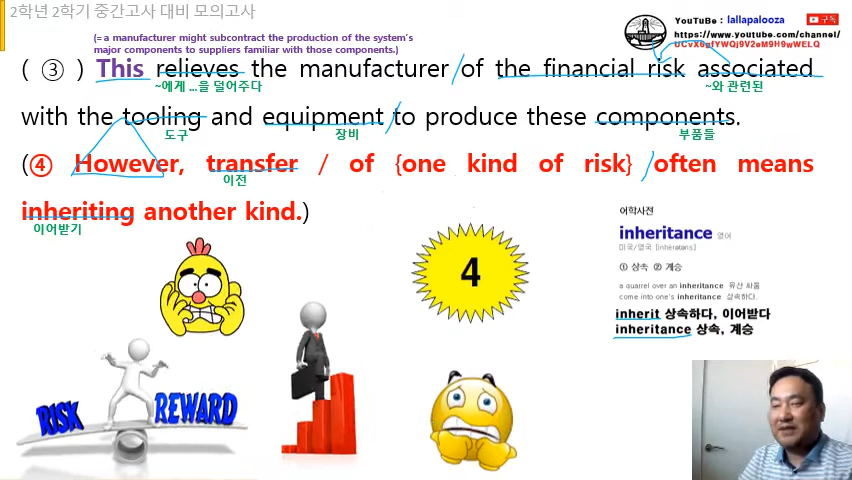 2학년 2학기 중간고사 대비 모의고사
YouTuBe : lallapalooza
구독
https://www.youtube.com/channel/
(= a manufacturer might subcontract the production of the system's
major components to suppliers familiar with those components.)
( ③ ) This relieves the manufacturer / of the financial risk associated
~에게 ...을 덜어주다
~와 관련된
with the tooling and equipment / to produce these components.
도구
장비
부품들
(④ However, transfer / of {one kind of risk} / often means
이전
inheriting another kind.)
이어받기
어학사전
inheritance 영어
미국/영국 [inˈherətəns]
① 상속 ② 계승
a quarrel over an inheritance 유산 싸움
come into one's inheritance 상속하다.
inherit 상속하다, 이어받다
inheritance 상속, 계승
4
RISK
REWARD